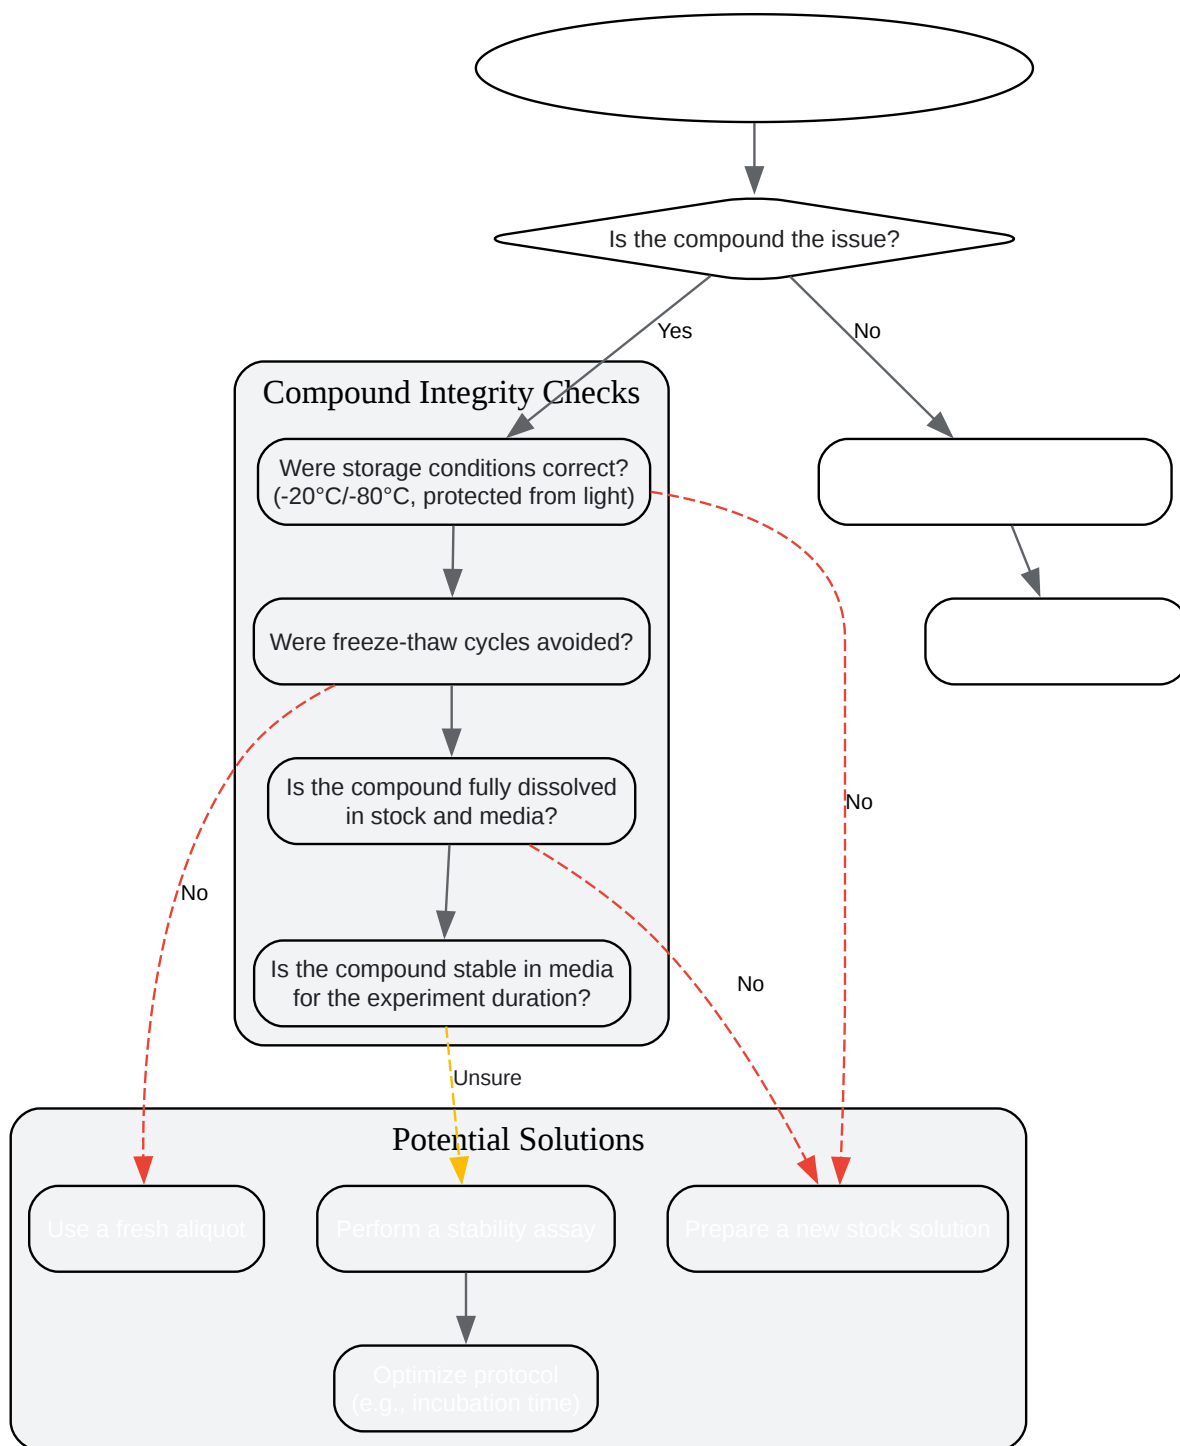 Is the compound the issue?
Yes
No
Compound Integrity Checks
Were storage conditions correct?
(-20°C/-80°C, protected from light)
Were freeze-thaw cycles avoided?
Is the compound fully dissolved
in stock and media?
No
No
Is the compound stable in media
for the experiment duration?
No
Unsure
Potential Solutions
Use a fresh aliquot
Perform a stability assay
Prepare a new stock solution
Optimize protocol
(e.g., incubation time)